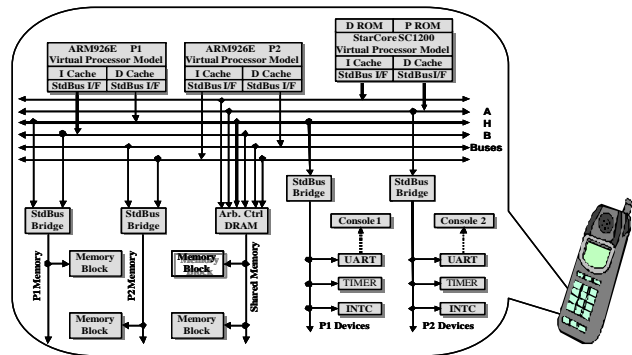 D ROM P ROM
ARM926E P1
Virtual Processor Model
I Cache D Cache
StdBus I/F StdBus I/F
ARM926E P2
Virtual Processor Model
I Cache D Cache
StdBus I/F StdBus I/F
StarCore SC1200
Virtual Processor Model
I Cache D Cache
StdBus I/F StdBusI/F
A
H
B
Buses
StdBus
Bridge
StdBus
Bridge
Arb. Ctrl
DRAM
StdBus
Bridge
StdBus
Bridge
Console 1
Console 2
P1Memory
P2Memory
Shared Memory
Memory
Block
Memory
Block
Memory
Block
Memory
Block
UART
TIMER
INTC
UART
TIMER
INTC
P1 Devices
P2 Devices